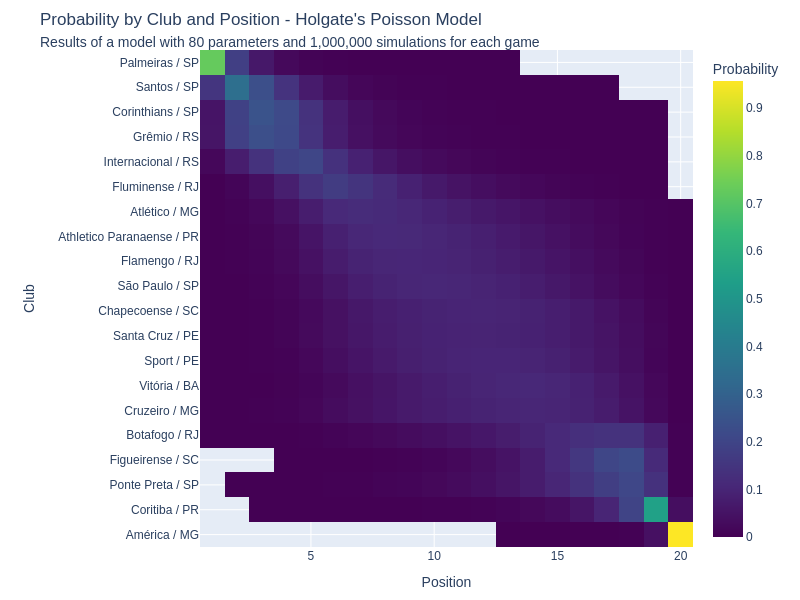 Probability by Club and Position - Holgate's Poisson Model
Results of a model with 80 parameters and 1,000,000 simulations for each game
Palmeiras / SP
Santos / SP
Corinthians / SP
Grêmio / RS
Internacional / RS
Fluminense / RJ
Atlético / MG
Athletico Paranaense / PR
Flamengo / RJ
São Paulo / SP
Chapecoense / SC
Santa Cruz / PE
Sport / PE
Vitória / BA
Cruzeiro / MG
Botafogo / RJ
Figueirense / SC
Ponte Preta / SP
Coritiba / PR
América / MG
Club
5
10
15
20
Position
Probability
0.9
0.8
0.7
0.6
0.5
0.4
0.3
0.2
0.1
0